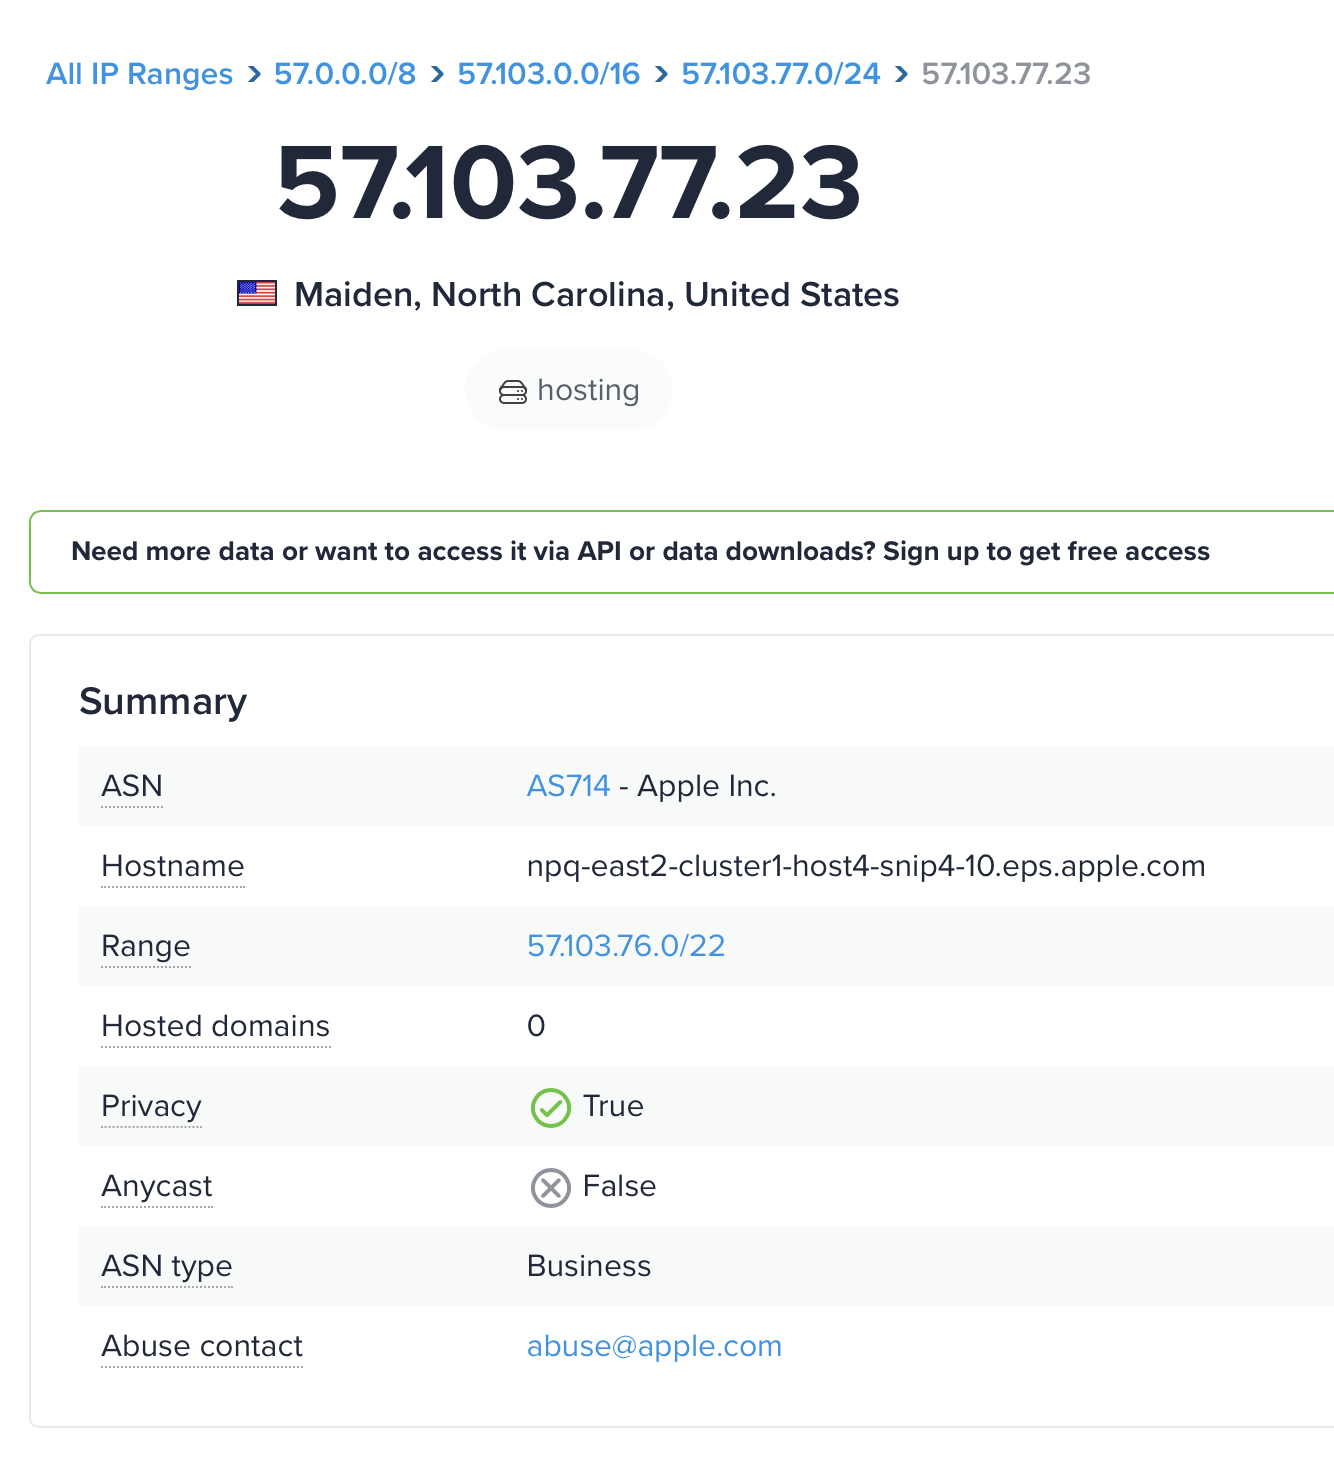 All IP Ranges > 57.0.0.0/8 > 57.103.0.0/16 > 57.103.77.0/24 > 57.103.77.23
57.103.77.23
Maiden, North Carolina, United States
hosting
Need more data or want to access it via API or data downloads? Sign up to get free access
Summary
ASN AS714 - Apple Inc.
Hostname npq-east2-cluster1-host4-snip4-10.eps.apple.com
Range 57.103.76.0/22
Hosted domains 0
Privacy True
Anycast False
ASN type Business
Abuse contact abuse@apple.com